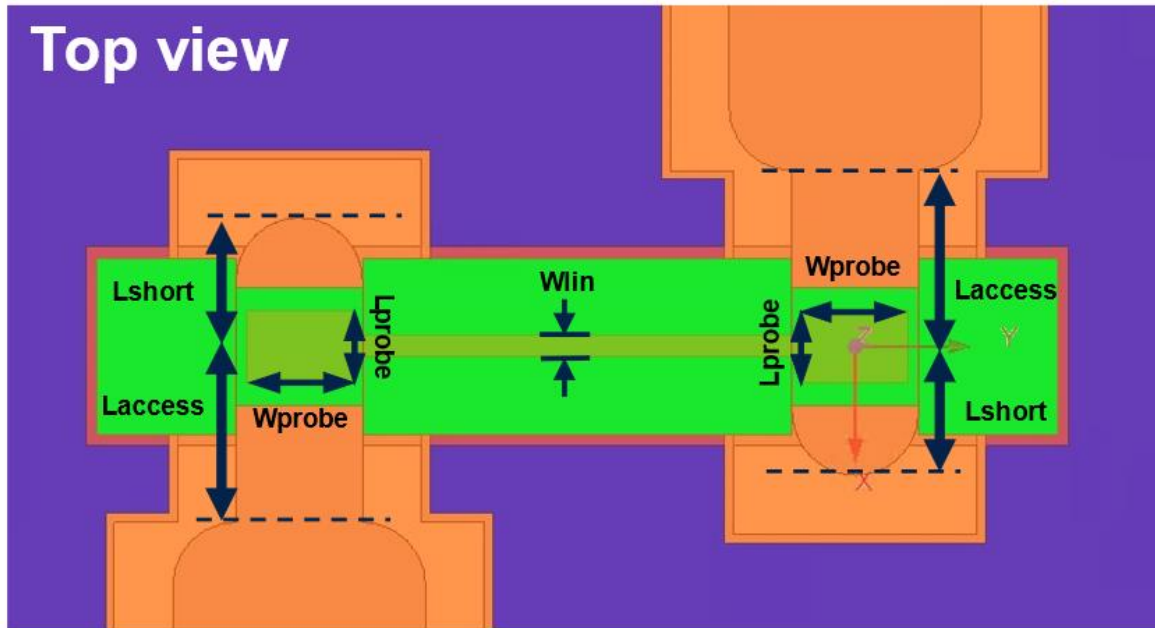 Top view
Lshort
Laccess
Lprobe
Wprobe
Wlin
Wprobe
Lprobe
Laccess
Lshort
Z
Y
X